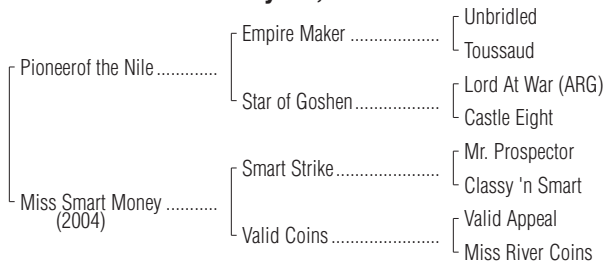 Unbridled
Empire Maker ...................
Toussaud
Pioneerof the Nile .............
Lord At War (ARG)
Star of Goshen ...................
Castle Eight
Mr. Prospector
Smart Strike ......................
Classy 'n Smart
Miss Smart Money ...........
(2004)
Valid Appeal
Valid Coins .......................
Miss River Coins